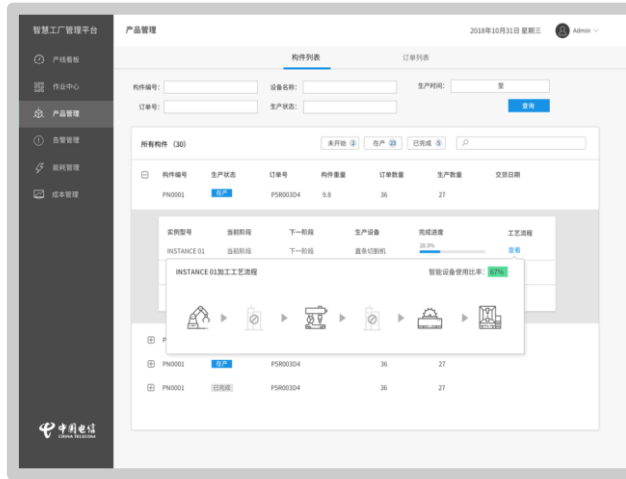 智慧工厂管理平台
产品管理
2018年10月31日 星期三
Admin
产线看板
作业中心
产品管理
告警管理
能耗管理
成本管理
构件列表
订单列表
构件编号:
设备名称:
生产时间:
至
订单号:
生产状态:
查询
所有构件 (30)
未开始 2
在产 23
已完成 5
构件编号 生产状态 订单号 构件重量 订单数量 生产数量 交货日期
PN0001 在产 P5R003D4 9.8 36 27
实例型号 当前阶段 下一阶段 生产设备 完成进度 工艺流程
INSTANCE 01 当前阶段 下一阶段 直条切割机 28.9% 查看
INSTANCE 01加工工艺流程
智能设备使用比率: 67%
PN0001 在产 P5R003D4 36 27
PN0001 已完成 P5R003D4 36 27
中国电信
CHINA TELECOM